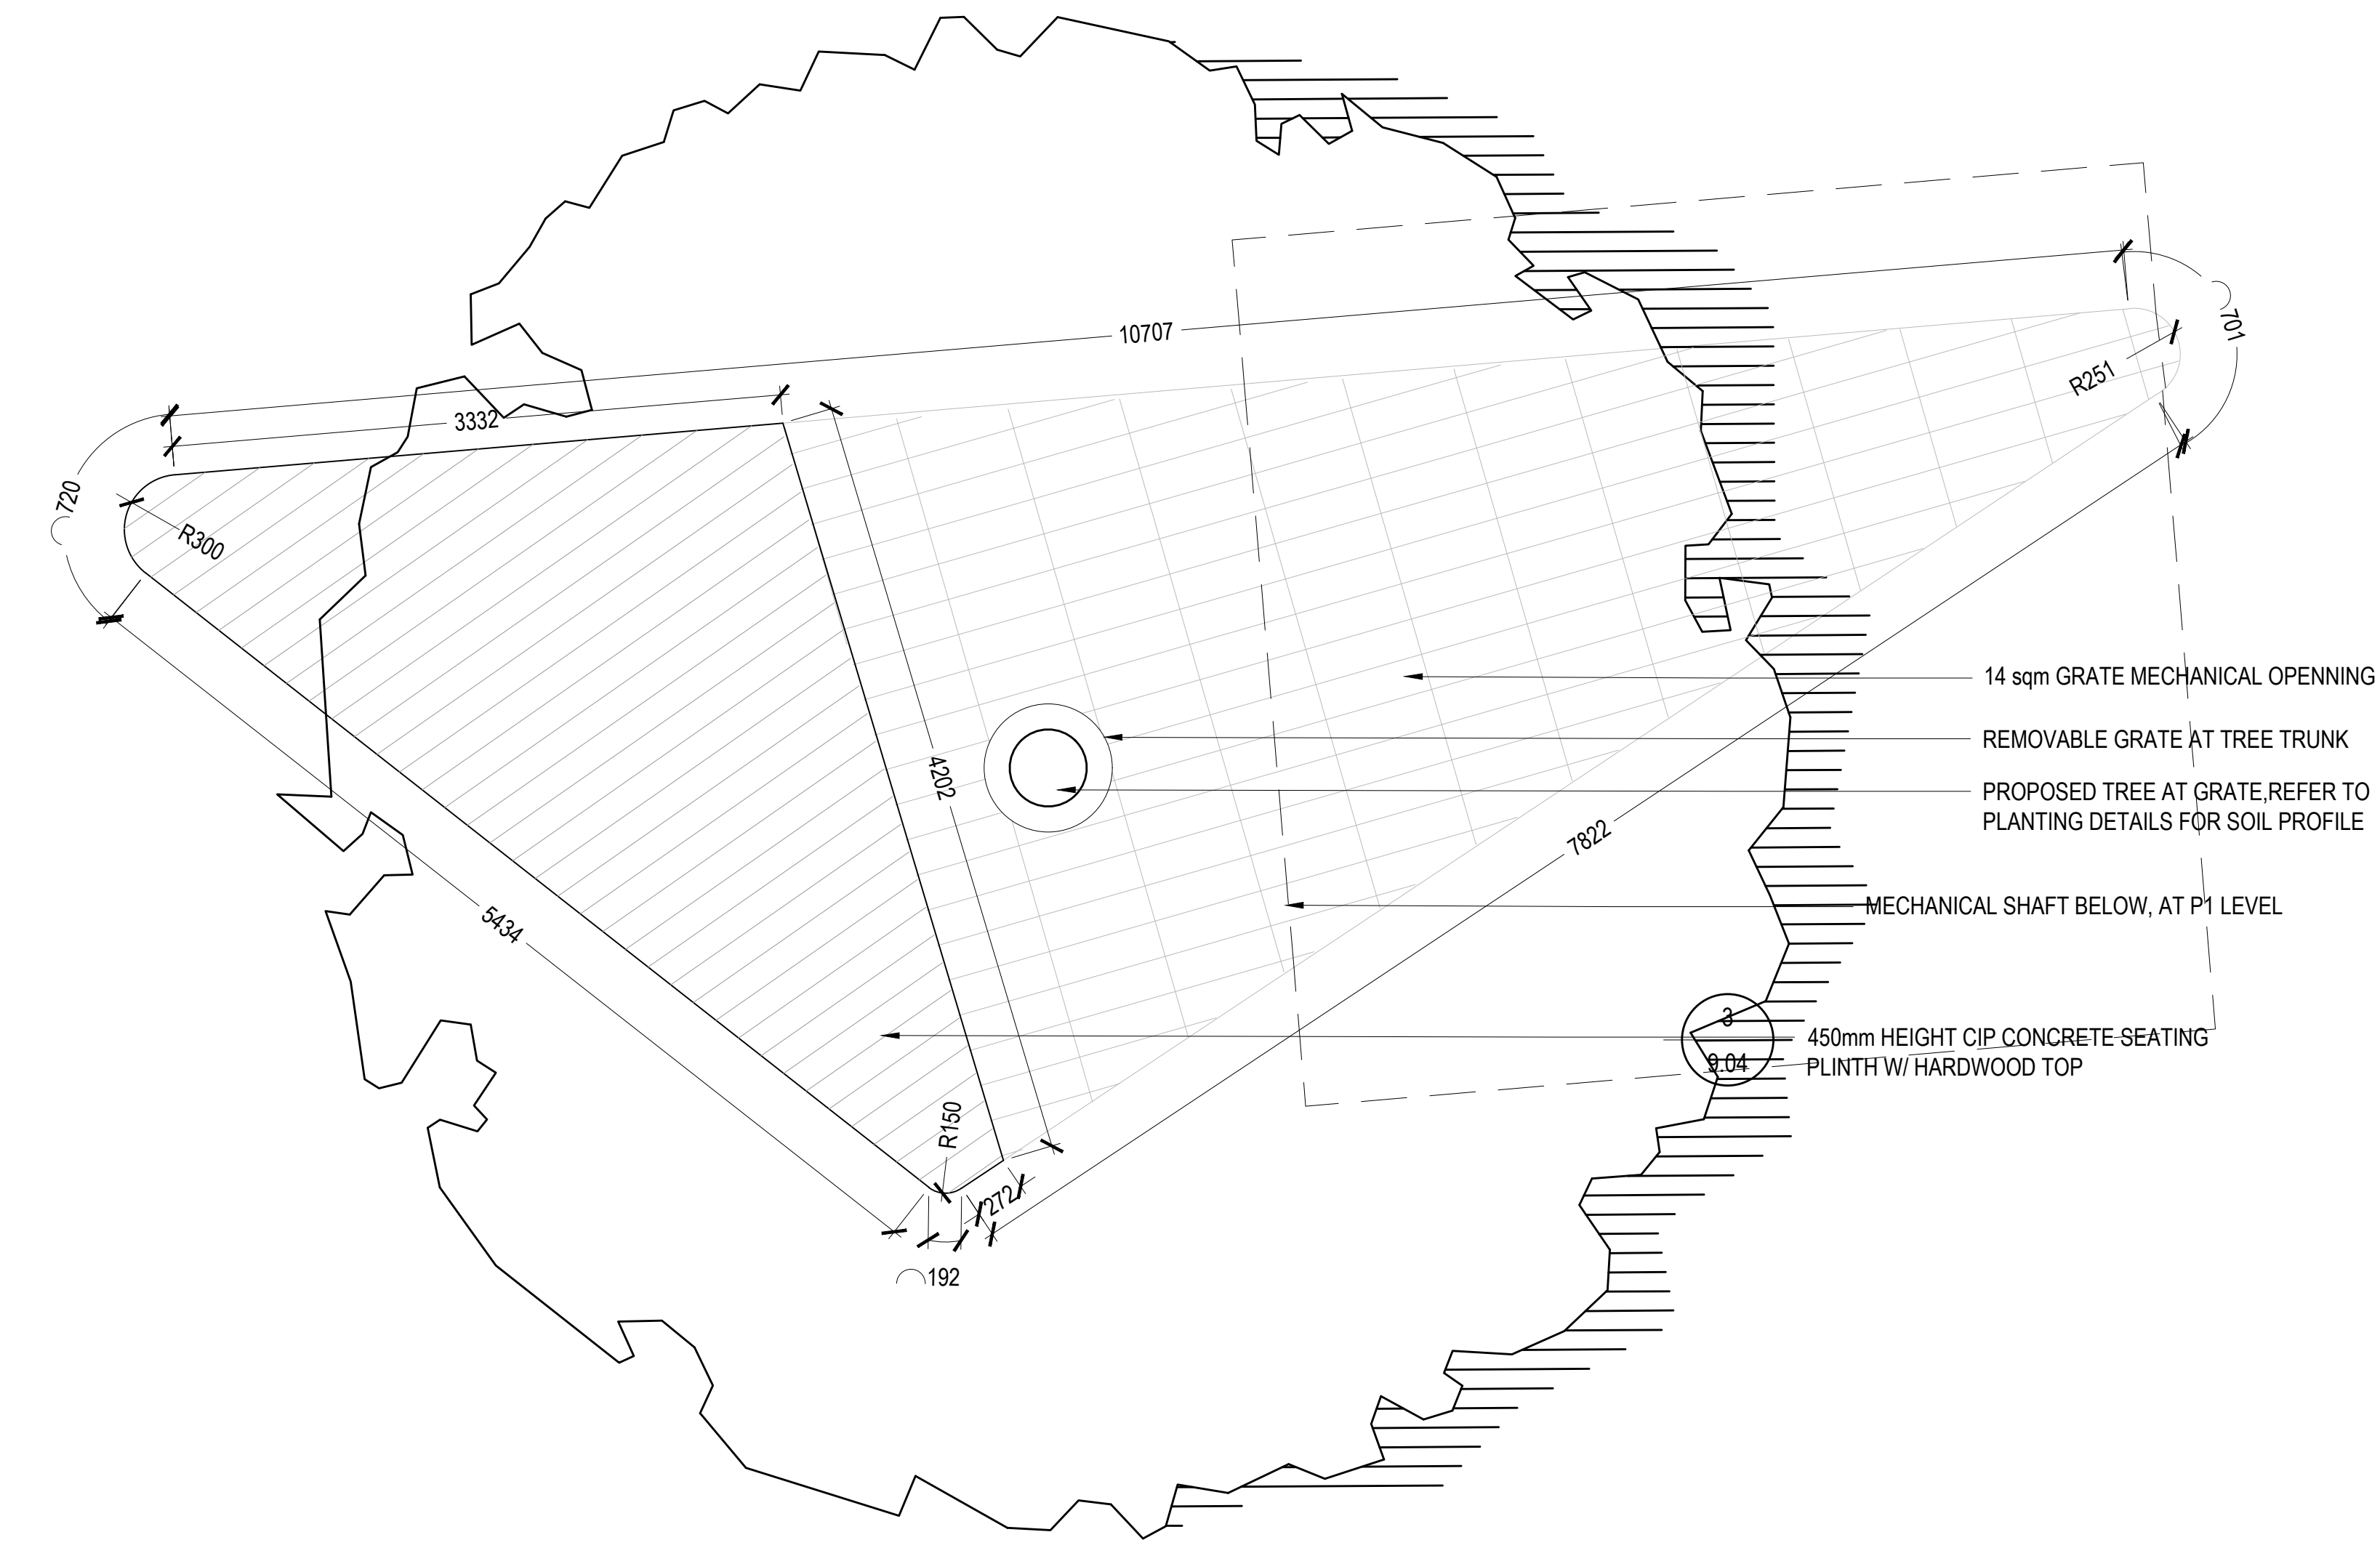 10707
701
R251
3332
720
R300
4202
14 sqm GRATE MECHANICAL OPENNING
REMOVABLE GRATE AT TREE TRUNK
PROPOSED TREE AT GRATE,REFER TO
PLANTING DETAILS FOR SOIL PROFILE
7822
MECHANICAL SHAFT BELOW, AT P1 LEVEL
5434
3
9.04
450mm HEIGHT CIP CONCRETE SEATING
PLINTH W/ HARDWOOD TOP
R150
272
192